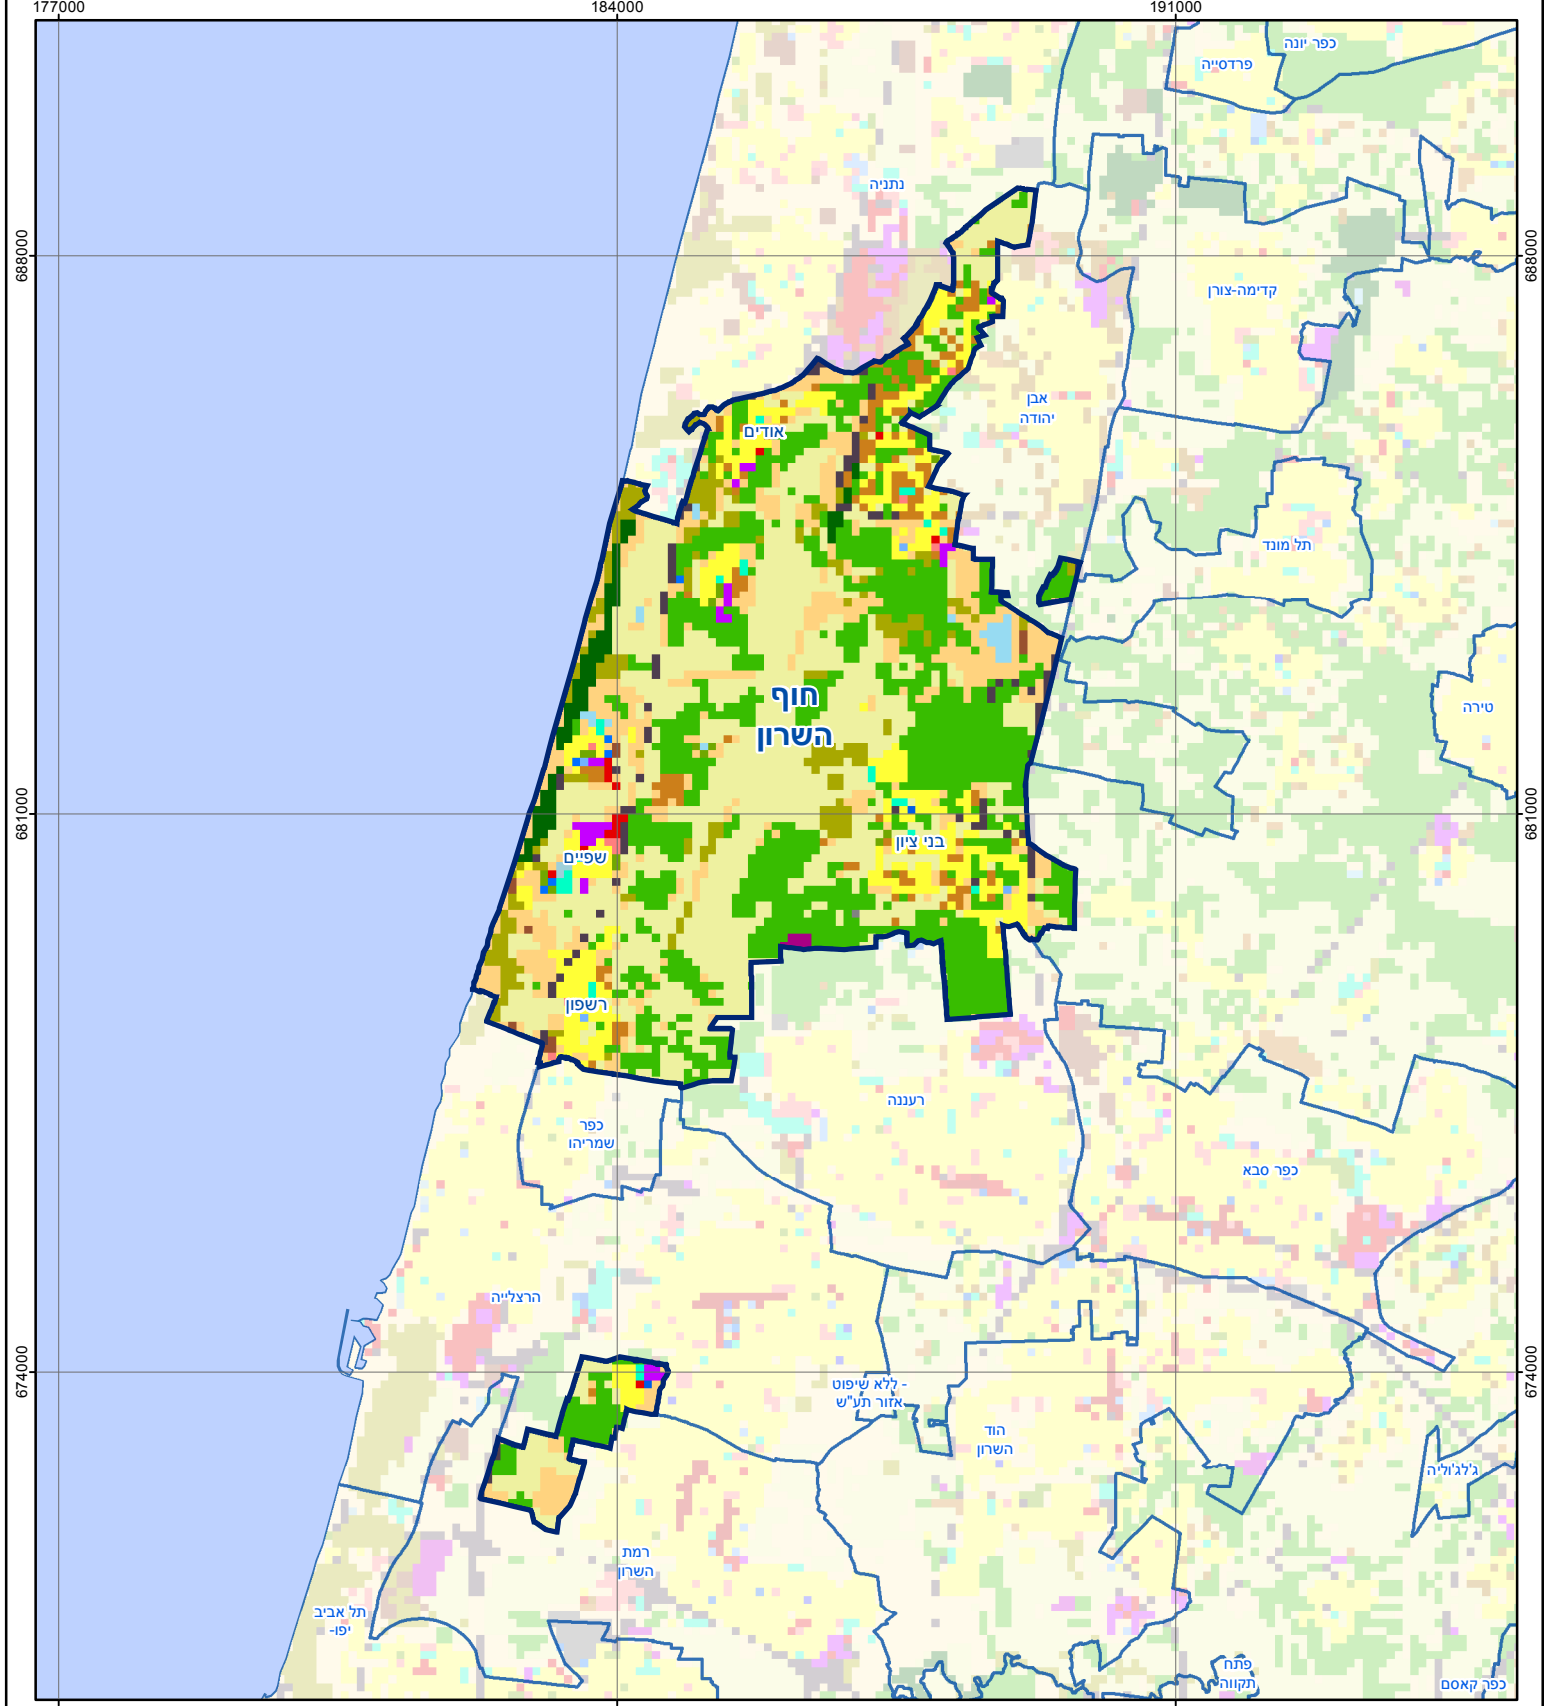 177000
184000
191000
כפר יונה
פרדסייה
נתניה
688000
688000
קדימה-צורן
אבן
יהודה
אודים
תל מונד
חוף
השרון
טירה
681000
681000
בני ציון
שפיים
רשפון
רעננה
כפר
שמריהו
כפר סבא
הרצלייה
674000
674000
ללא שיפוט -
אזור תע"ש
הוד
השרון
ג'לג'וליה
רמת
השרון
תל אביב
-יפו
פתח
תקווה
כפר קאסם